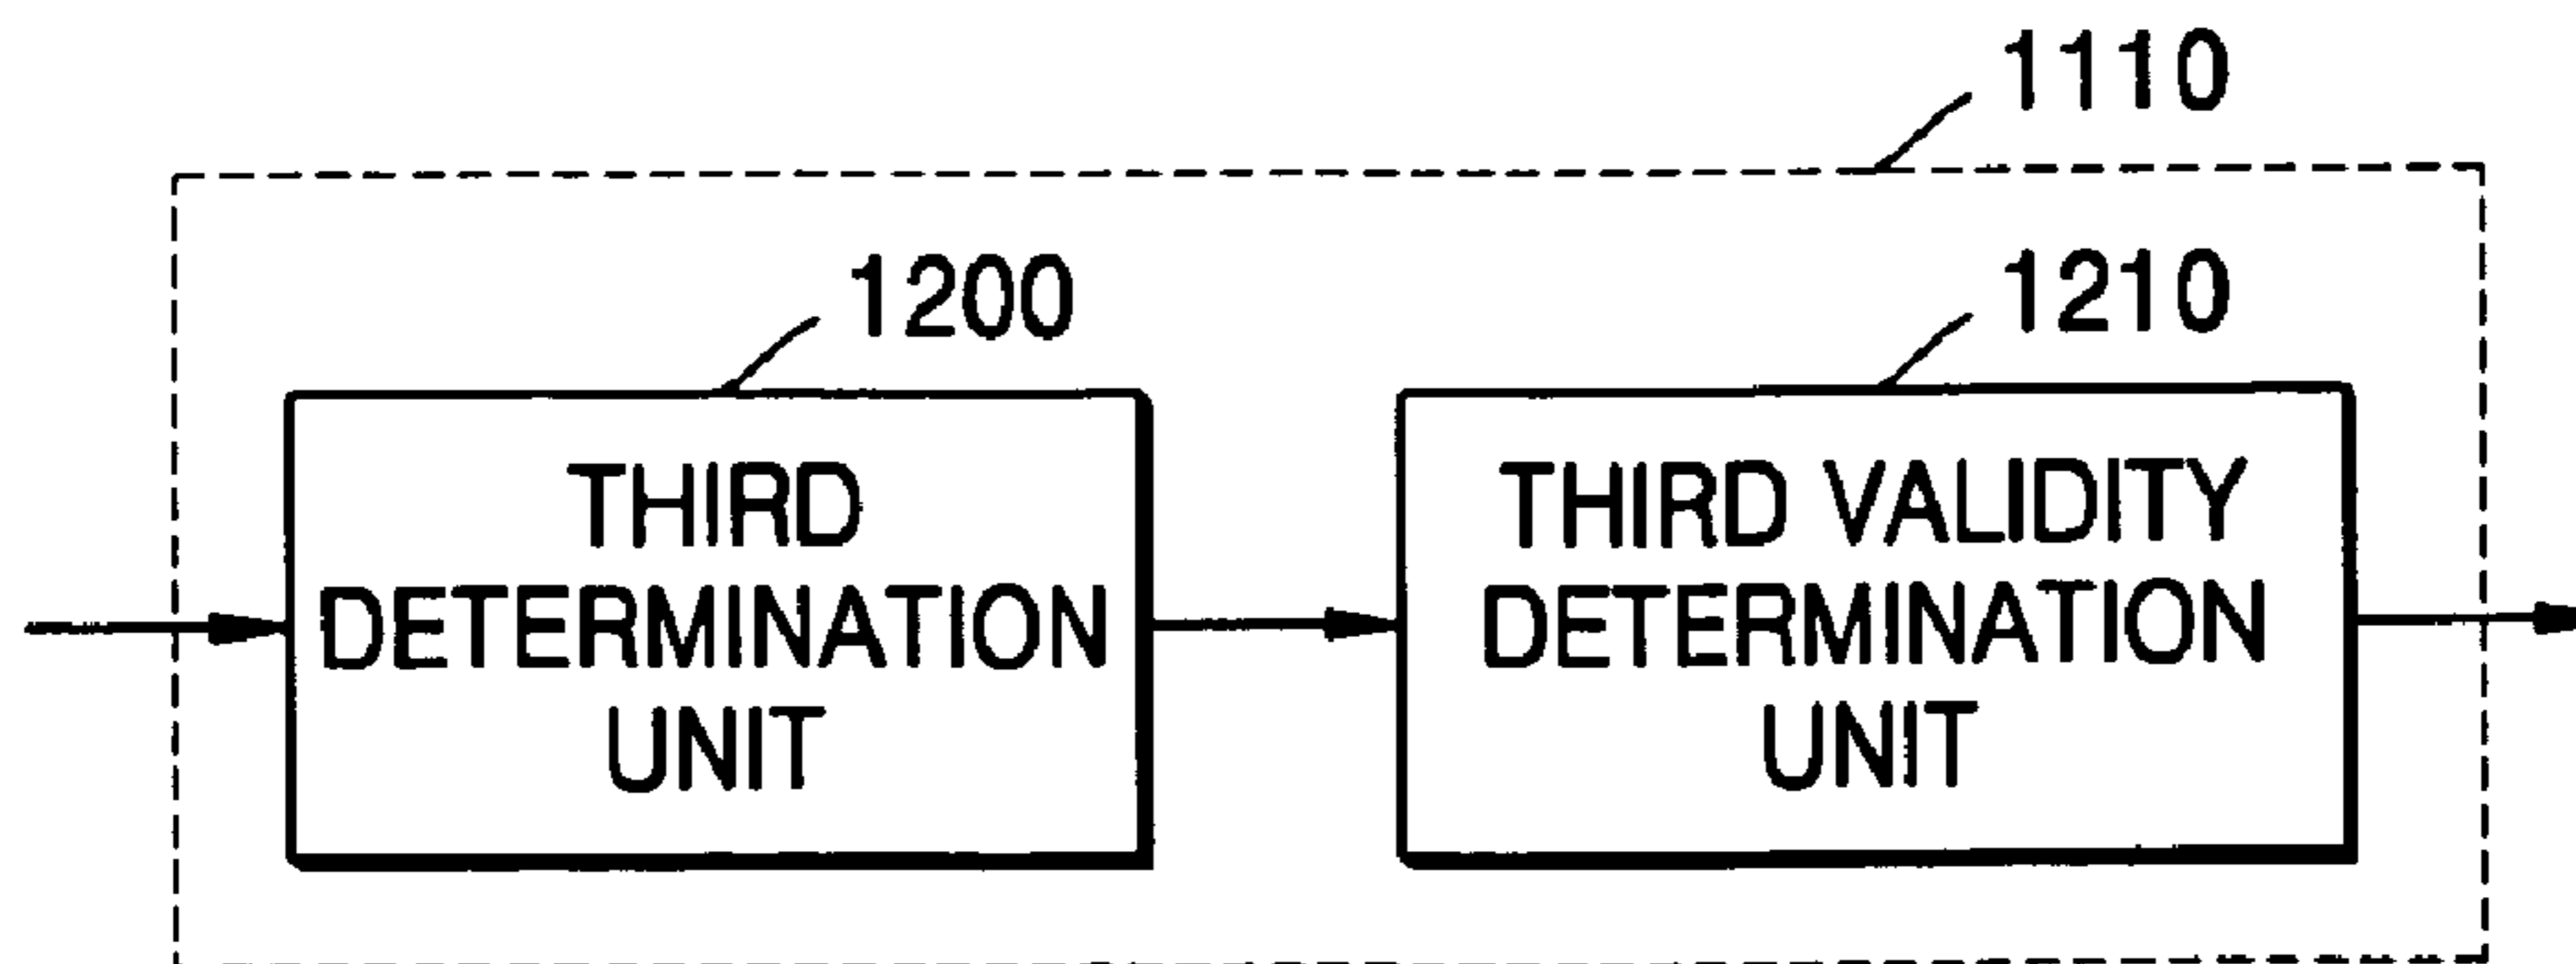 1110
1200
1210
THIRD
DETERMINATION
UNIT
THIRD VALIDITY
DETERMINATION
UNIT